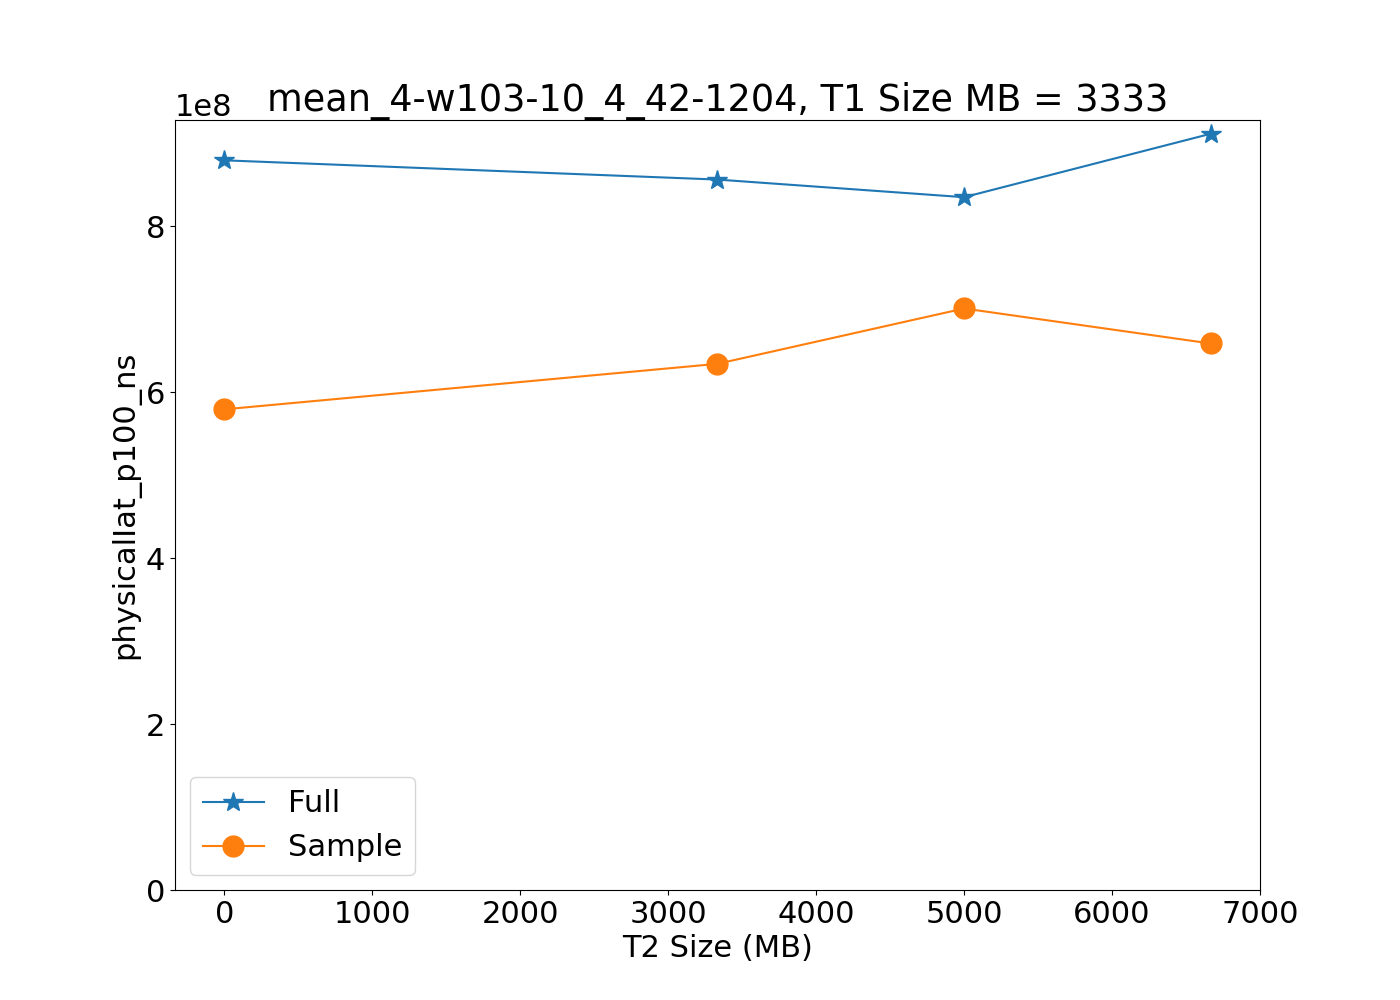 1e8
mean_4-w103-10_4_42-1204, T1 Size MB = 3333
physicallat_p100_ns
8
6
4
2
0
Full
Sample
0 1000 2000 3000 4000 5000 6000 7000
T2 Size (MB)